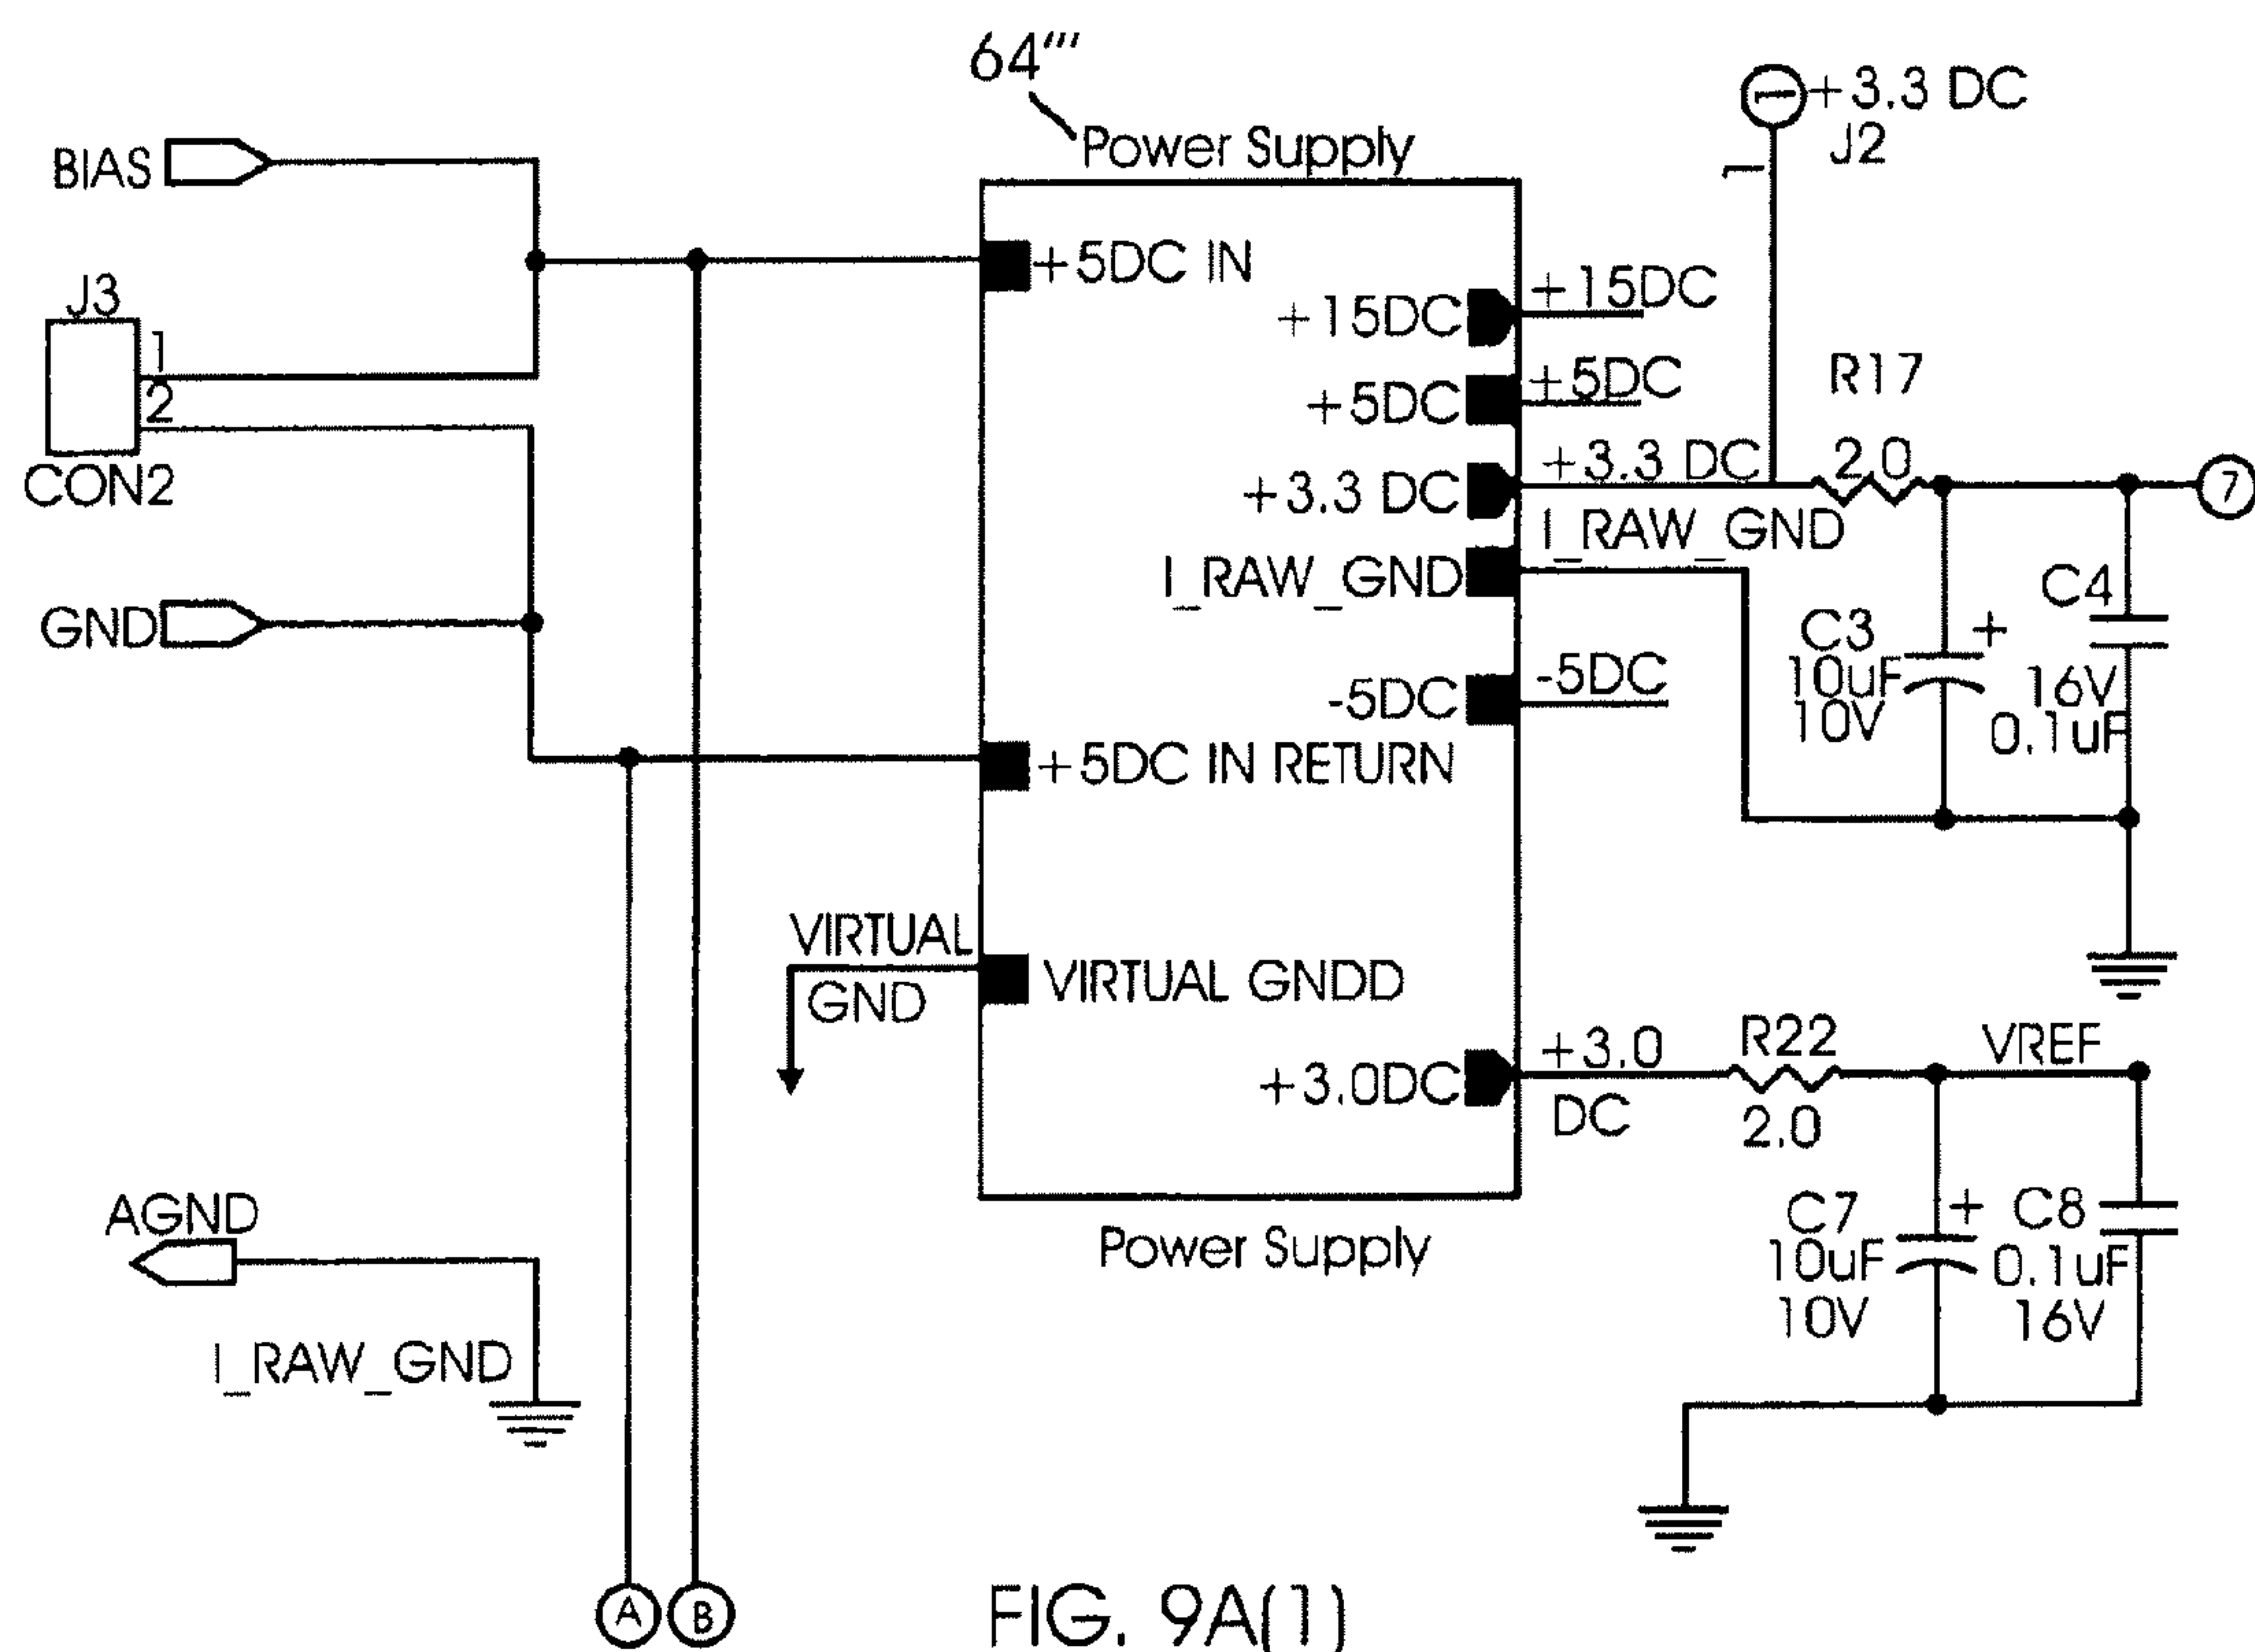 64'''
Power Supply
+3.3 DC
J2
1
1
BIAS
+5DC IN
J3
1
2
CON2
+15DC
+15DC
+5DC
+5DC
+3.3 DC
+3.3 DC
R17
2.0
7
I_RAW_GND
I_RAW_GND
GND
C3
10uF
10V
+
C4
16V
0.1uF
-5DC
-5DC
+5DC IN RETURN
VIRTUAL
GND
VIRTUAL GNDD
+3.0DC
+3.0
DC
R22
2.0
VREF
AGND
I_RAW_GND
Power Supply
C7
10uF
10V
+
C8
0.1uF
16V
A
B
FIG. 9A(1)